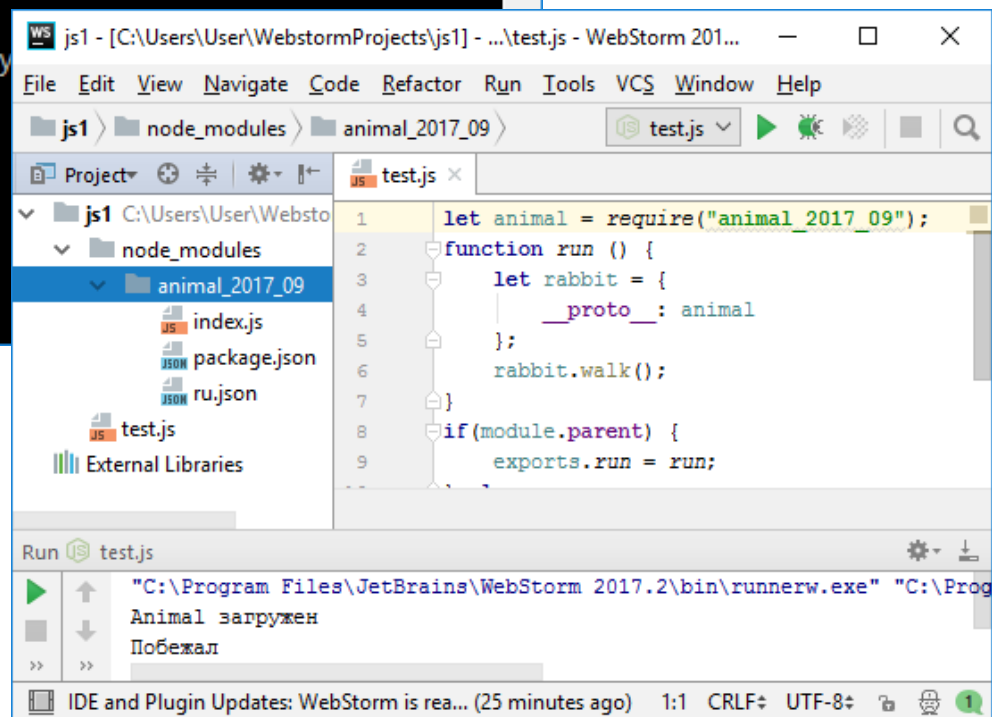 y
WS js1 - [C:\Users\User\WebstormProjects\js1] - ...\test.js - WebStorm 201...
File Edit View Navigate Code Refactor Run Tools VCS Window Help
js1 node_modules animal_2017_09 test.js
Project test.js
js1 C:\Users\User\Websto
node_modules
animal_2017_09
JS index.js
JSON package.json
JSON ru.json
JS test.js
External Libraries
1 let animal = require("animal_2017_09");
2 function run () {
3 let rabbit = {
4 __proto__: animal
5 };
6 rabbit.walk();
7 }
8 if(module.parent) {
9 exports.run = run;
Run test.js
"C:\Program Files\JetBrains\WebStorm 2017.2\bin\runnerw.exe" "C:\Prog
Animal загружен
Побежал
IDE and Plugin Updates: WebStorm is rea... (25 minutes ago) 1:1 CRLF UTF-8 1